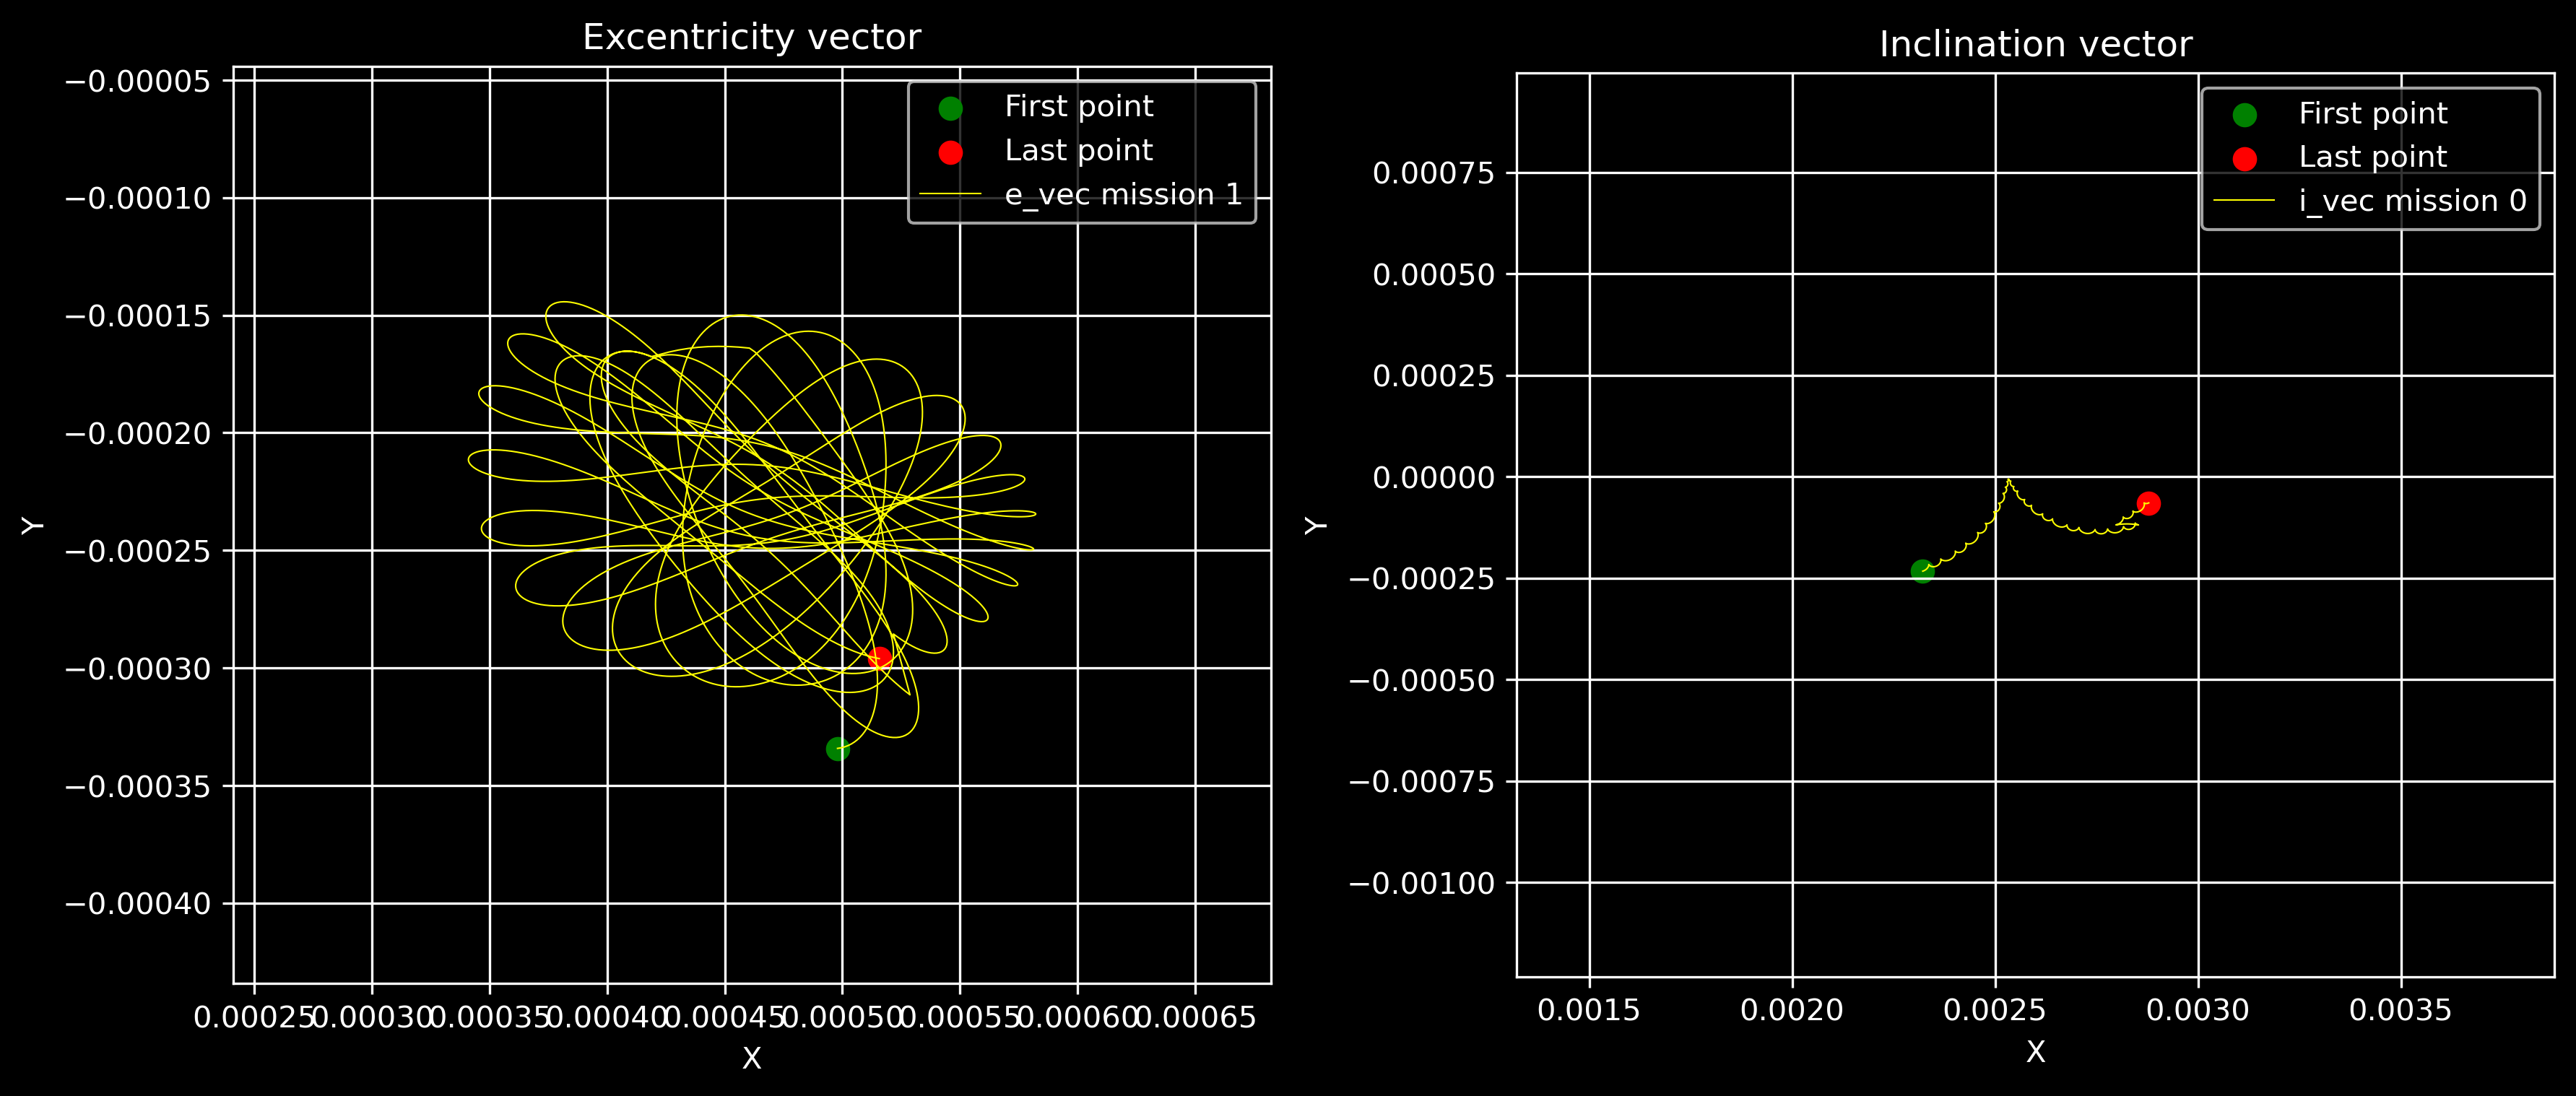 Excentricity vector
−0.00005
−0.00010
−0.00015
−0.00020
−0.00025
−0.00030
−0.00035
−0.00040
Y
First point
Last point
e_vec mission 1
0.00025 0.00030 0.00035 0.00040 0.00045 0.00050 0.00055 0.00060 0.00065
X
Inclination vector
0.00075
0.00050
0.00025
0.00000
−0.00025
−0.00050
−0.00075
−0.00100
Y
First point
Last point
i_vec mission 0
0.0015 0.0020 0.0025 0.0030 0.0035
X